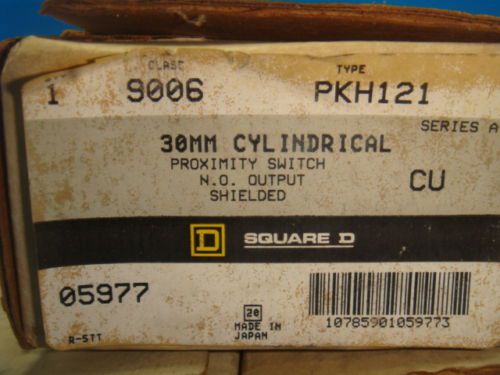 CLASS TYPE
1 9006 PKH121
SERIES A
30MM CYLINDRICAL
PROXIMITY SWITCH
N.O. OUTPUT
SHIELDED
CU
D SQUARE D
05977
20
MADE IN
JAPAN
10785901059773
R-5TT